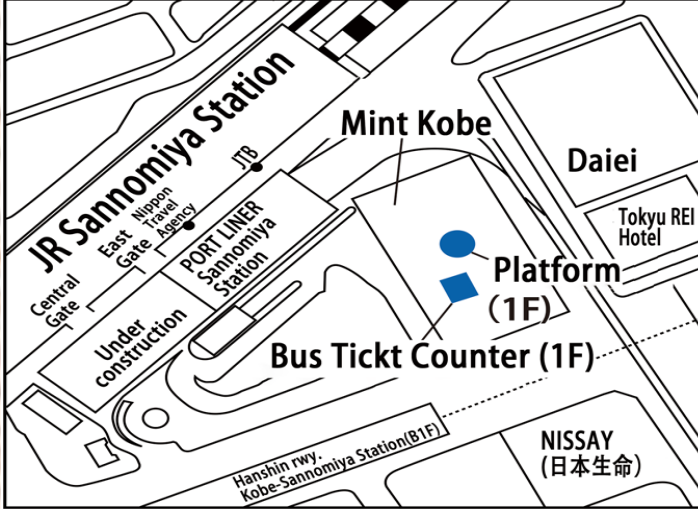 JR Sannomiya Station
JTB
Nippon
Travel
Agency
East
Gate
Central
Gate
PORT LINER
Sannomiya
Station
Under
construction
Mint Kobe
Daiei
Tokyu REI
Hotel
Platform
(1F)
Bus Tickt Counter (1F)
Hanshin rwy.
Kobe-Sannomiya Station(B1F)
NISSAY
(日本生命)